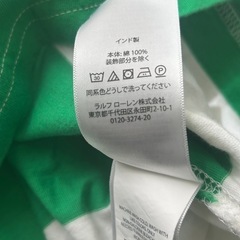 インド製
本体:綿 100%
装飾部分を除く
同系色どうしで洗ってください。
ラルフ ローレン株式会社
東京都千代田区永田町2-10-1
0120-3274-20